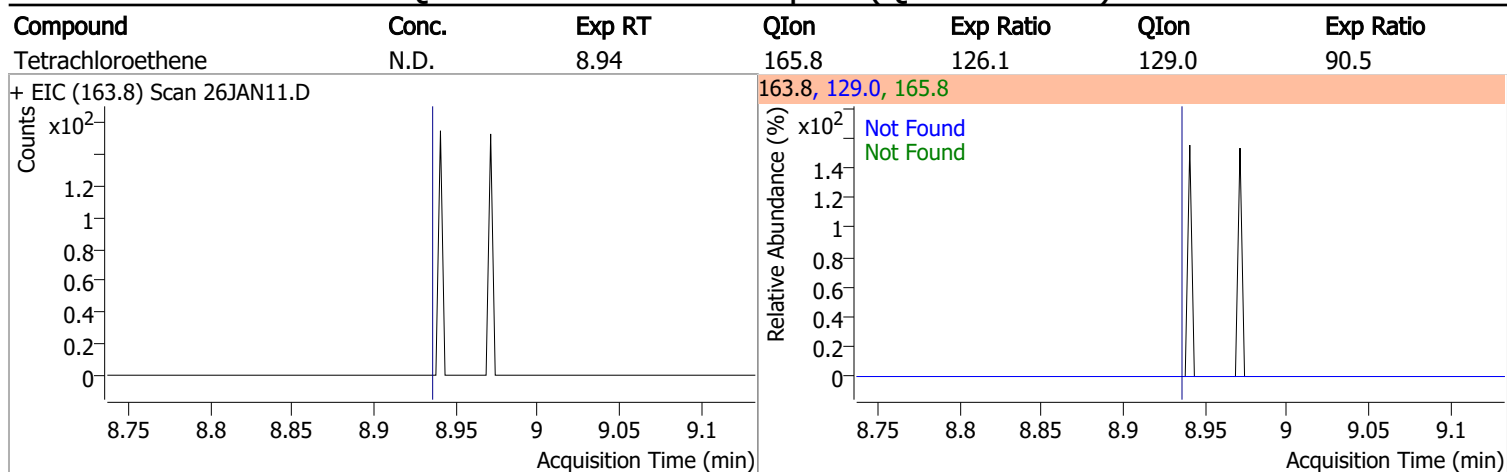 Compound Conc. Exp RT QIon Exp Ratio QIon Exp Ratio
Tetrachloroethene N.D. 8.94 165.8 126.1 129.0 90.5
+ EIC (163.8) Scan 26JAN11.D
Counts
x10²
1.2
1
0.8
0.6
0.4
0.2
0
8.75 8.8 8.85 8.9 8.95 9 9.05 9.1
Acquisition Time (min)
163.8, 129.0, 165.8
Relative Abundance (%)
x10²
Not Found
Not Found
1.4
1.2
1
0.8
0.6
0.4
0.2
0
8.75 8.8 8.85 8.9 8.95 9 9.05 9.1
Acquisition Time (min)